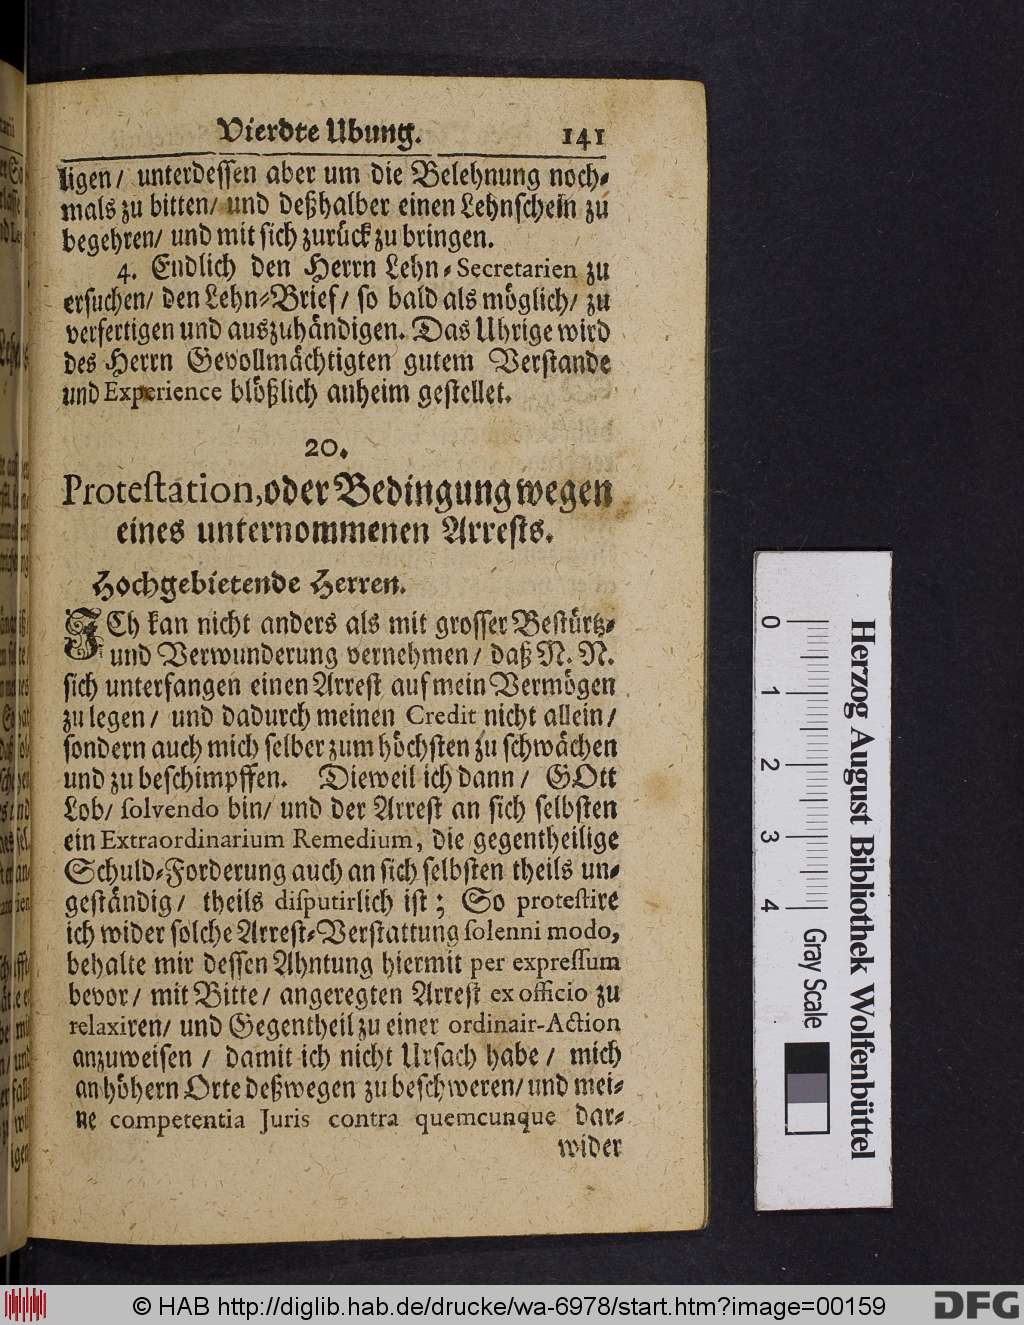 Vierdte Ubung. 141
ligen/ unterdessen aber um die Belehnung noch-
mals zu bitten/ und deßhalber einen Lehnschein zu
begehren/ und mit sich zurück zu bringen.
4. Endlich den Herrn Lehn-Secretarien zu
ersuchen/ den Lehn-Brief/ so bald als möglich/ zu
verfertigen und auszuhändigen. Das Ubrige wird
des Herrn Gevollmächtigten gutem Verstande
und Experience blößlich anheim gestellet.
20.
Protestation, oder Bedingung wegen
eines unternommenen Arrests.
Hochgebietende Herren.
ICh kan nicht anders als mit grosser Bestürtz-
und Verwunderung vernehmen/ daß N. N.
sich unterfangen einen Arrest auf mein Vermögen
zu legen/ und dadurch meinen Credit nicht allein/
sondern auch mich selber zum höchsten zu schwächen
und zu beschimpffen. Dieweil ich dann/ GOtt
Lob/ solvendo bin/ und der Arrest an sich selbsten
ein Extraordinarium Remedium, die gegentheilige
Schuld-Forderung auch an sich selbsten theils un-
geständig/ theils disputirlich ist; So protestire
ich wider solche Arrest-Verstattung solenni modo,
behalte mir dessen Ahntung hiermit per expressum
bevor/ mit Bitte/ angeregten Arrest ex officio zu
relaxiren/ und Gegentheil zu einer ordinair-Action
anzuweisen/ damit ich nicht Ursach habe/ mich
an höhern Orte deßwegen zu beschweren/ und mei-
ne competentia Juris contra quemcunque dar-
wider
0 1 2 3 4
Herzog August Bibliothek Wolfenbüttel
Gray Scale
© HAB http://diglib.hab.de/drucke/wa-6978/start.htm?image=00159
DFG